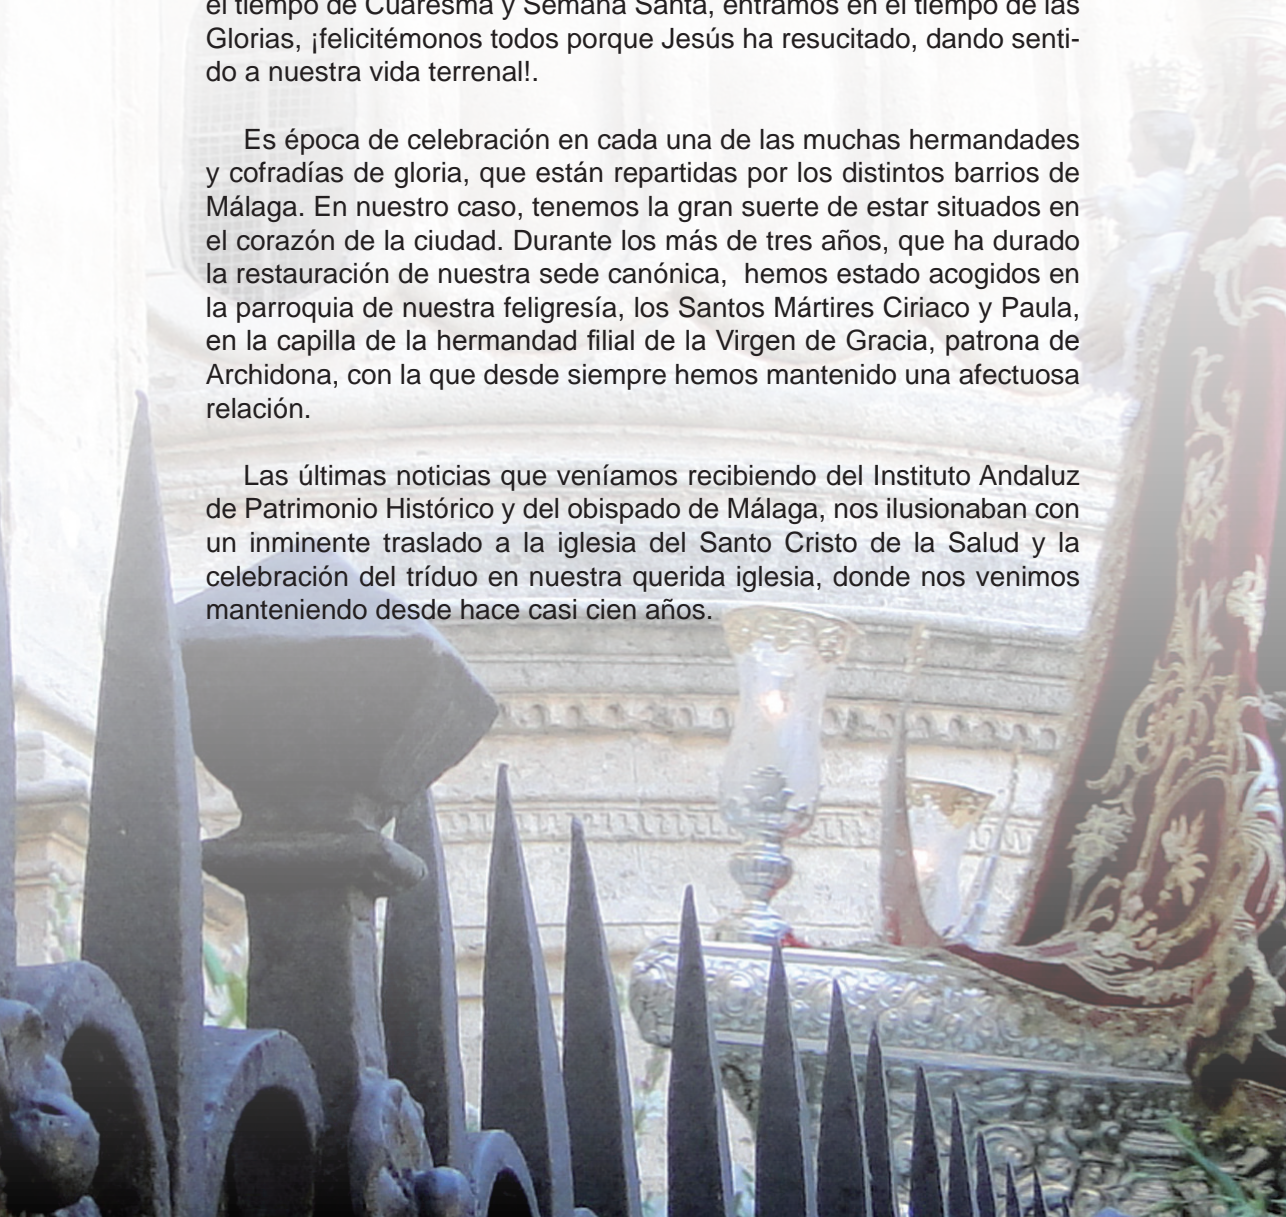 el tiempo de Cuaresma y Semana Santa, entramos en el tiempo de las
Glorias, ¡felicitémonos todos porque Jesús ha resucitado, dando senti-
do a nuestra vida terrenal!.
Es época de celebración en cada una de las muchas hermandades
y cofradías de gloria, que están repartidas por los distintos barrios de
Málaga. En nuestro caso, tenemos la gran suerte de estar situados en
el corazón de la ciudad. Durante los más de tres años, que ha durado
la restauración de nuestra sede canónica, hemos estado acogidos en
la parroquia de nuestra feligresía, los Santos Mártires Ciriaco y Paula,
en la capilla de la hermandad filial de la Virgen de Gracia, patrona de
Archidona, con la que desde siempre hemos mantenido una afectuosa
relación.
Las últimas noticias que veníamos recibiendo del Instituto Andaluz
de Patrimonio Histórico y del obispado de Málaga, nos ilusionaban con
un inminente traslado a la iglesia del Santo Cristo de la Salud y la
celebración del tríduo en nuestra querida iglesia, donde nos venimos
manteniendo desde hace casi cien años.